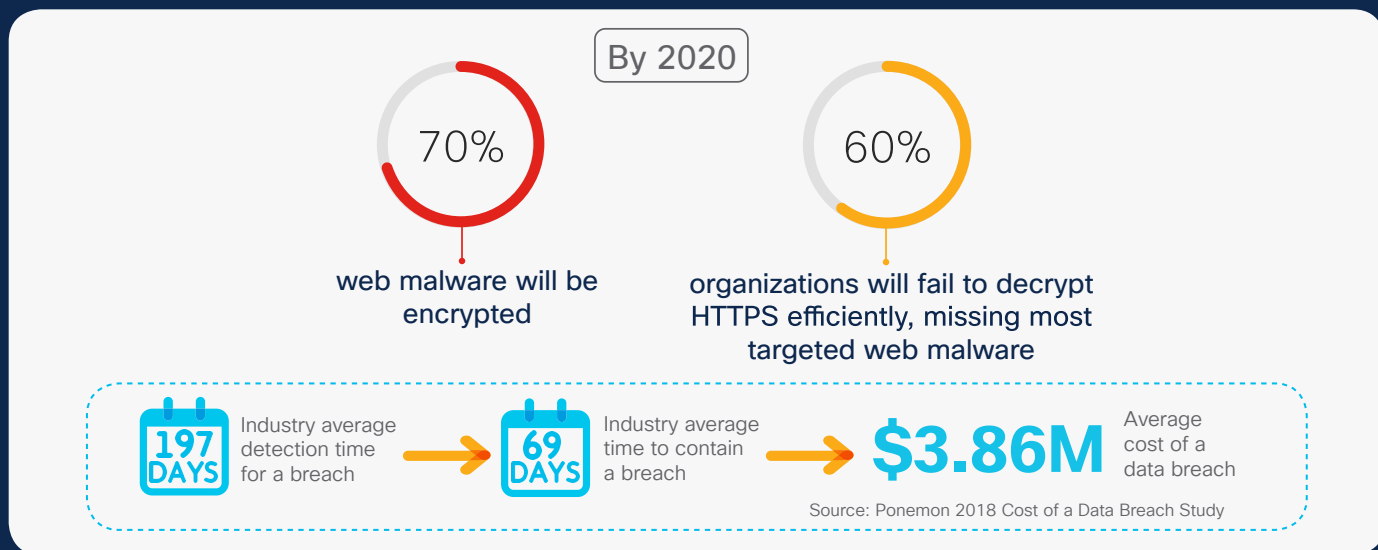 By 2020
70%
web malware will be
encrypted
60%
organizations will fail to decrypt
HTTPS efficiently, missing most
targeted web malware
197
DAYS
Industry average
detection time
for a breach
69
DAYS
Industry average
time to contain
a breach
$3.86M
Average
cost of a
data breach
Source: Ponemon 2018 Cost of a Data Breach Study